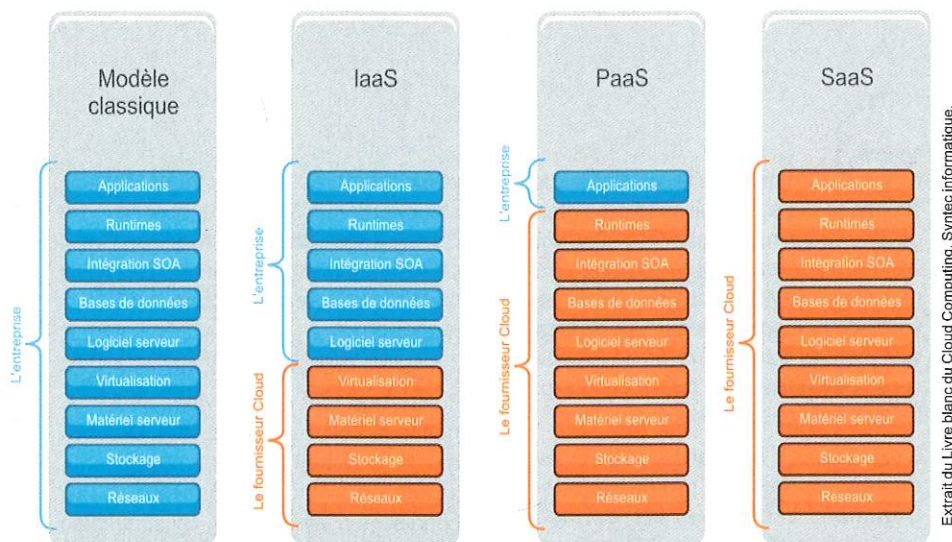 Modèle
classique
L'entreprise
Applications
Runtimes
Intégration SOA
Bases de données
Logiciel serveur
Virtualisation
Matériel serveur
Stockage
Réseaux
IaaS
L'entreprise
Le fournisseur Cloud
Applications
Runtimes
Intégration SOA
Bases de données
Logiciel serveur
Virtualisation
Matériel serveur
Stockage
Réseaux
PaaS
L'entreprise
Le fournisseur Cloud
Applications
Runtimes
Intégration SOA
Bases de données
Logiciel serveur
Virtualisation
Matériel serveur
Stockage
Réseaux
SaaS
Le fournisseur Cloud
Applications
Runtimes
Intégration SOA
Bases de données
Logiciel serveur
Virtualisation
Matériel serveur
Stockage
Réseaux
Extrait du Livre blanc du Cloud Computing, Syntec informatique.